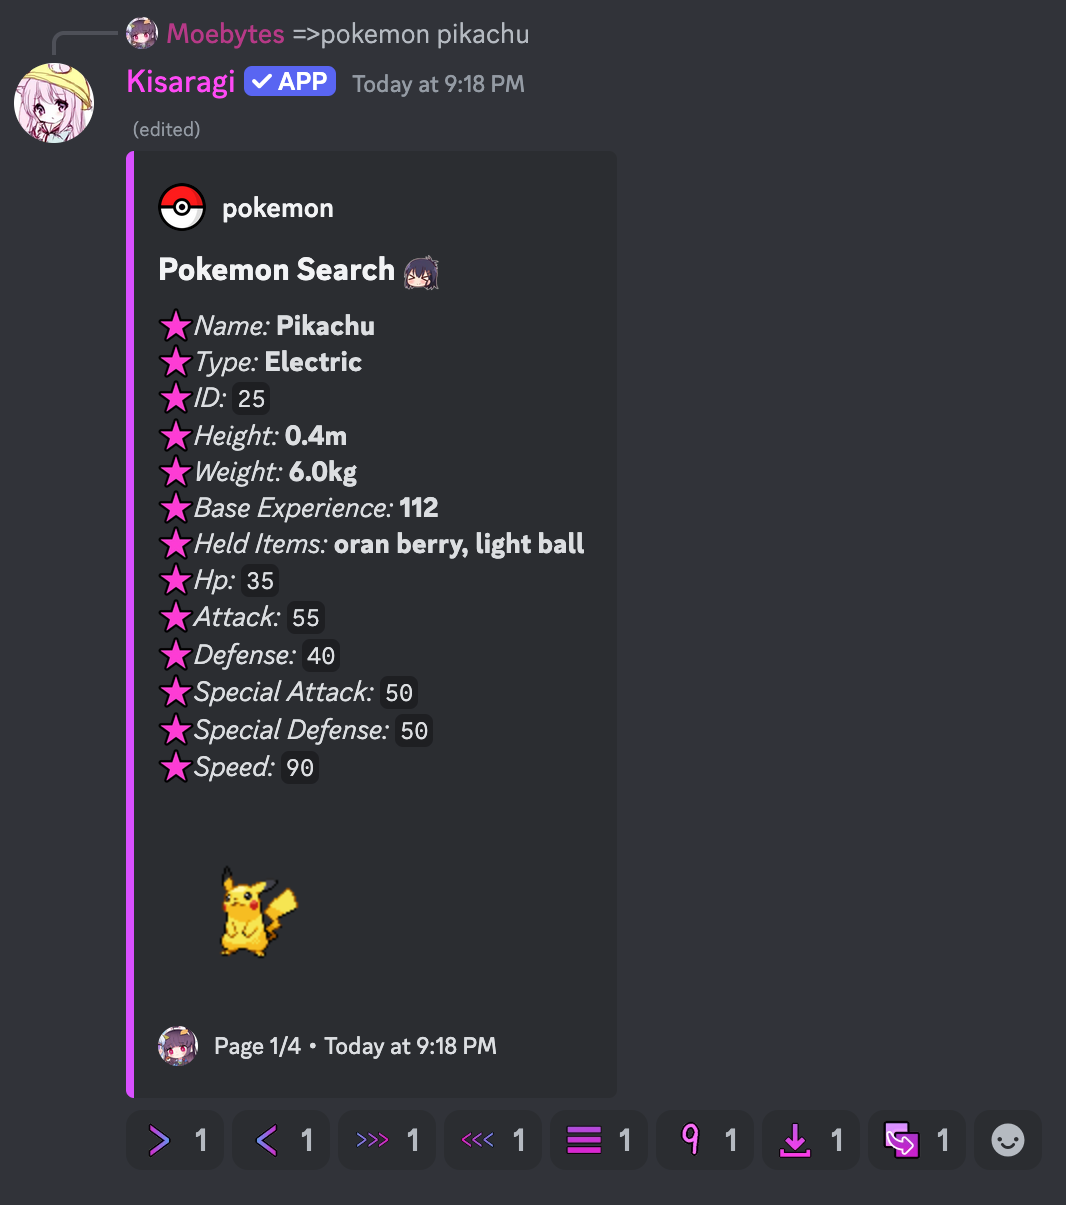 Moebytes =>pokemon pikachu
Kisaragi APP Today at 9:18 PM
(edited)
pokemon
Pokemon Search
Name: Pikachu
Type: Electric
ID: 25
Height: 0.4m
Weight: 6.0kg
Base Experience: 112
Held Items: oran berry, light ball
Hp: 35
Attack: 55
Defense: 40
Special Attack: 50
Special Defense: 50
Speed: 90
Page 1/4 • Today at 9:18 PM
> 1 < 1 >>> 1 <<< 1 1 9 1 1 1